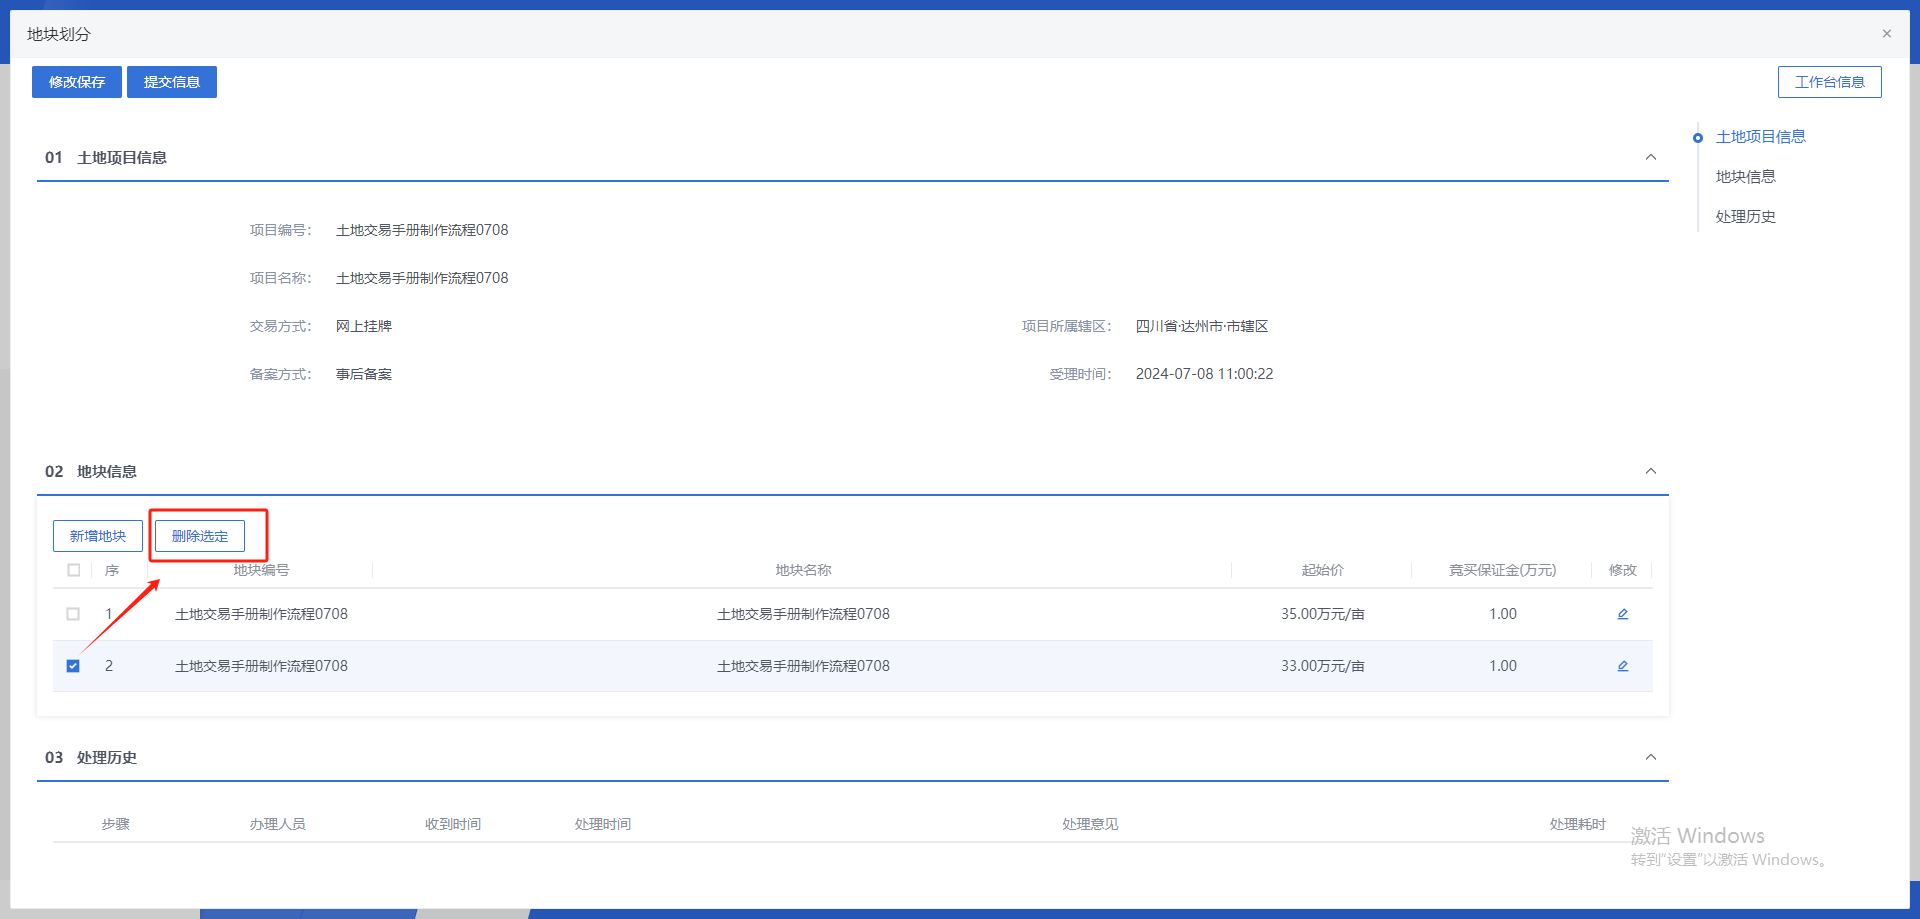 地块划分
修改保存 提交信息 工作台信息
土地项目信息
地块信息
处理历史
01 土地项目信息
项目编号： 土地交易手册制作流程0708
项目名称： 土地交易手册制作流程0708
交易方式： 网上挂牌 项目所属辖区： 四川省·达州市·市辖区
备案方式： 事后备案 受理时间： 2024-07-08 11:00:22
02 地块信息
新增地块 删除选定
序 地块编号 地块名称 起始价 竞买保证金(万元) 修改
1 土地交易手册制作流程0708 土地交易手册制作流程0708 35.00万元/亩 1.00
2 土地交易手册制作流程0708 土地交易手册制作流程0708 33.00万元/亩 1.00
03 处理历史
步骤 办理人员 收到时间 处理时间 处理意见 处理耗时
激活 Windows
转到“设置”以激活 Windows。